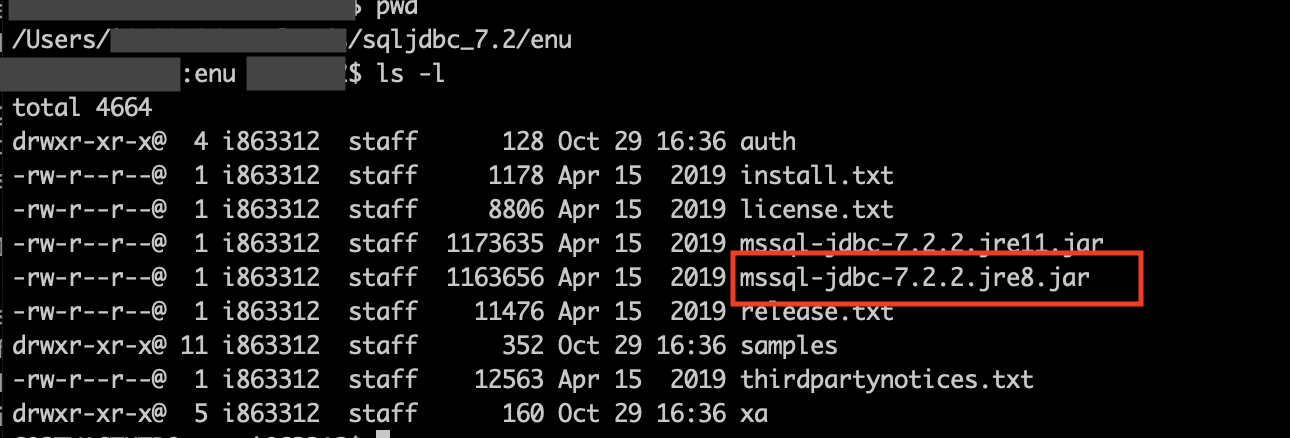 $ pwd
/Users/ /sqljdbc_7.2/enu
:enu $ ls -l
total 4664
drwxr-xr-x@ 4 i863312 staff 128 Oct 29 16:36 auth
-rw-r--r--@ 1 i863312 staff 1178 Apr 15 2019 install.txt
-rw-r--r--@ 1 i863312 staff 8806 Apr 15 2019 license.txt
-rw-r--r--@ 1 i863312 staff 1173635 Apr 15 2019 mssql-jdbc-7.2.2.jre11.jar
-rw-r--r--@ 1 i863312 staff 1163656 Apr 15 2019 mssql-jdbc-7.2.2.jre8.jar
-rw-r--r--@ 1 i863312 staff 11476 Apr 15 2019 release.txt
drwxr-xr-x@ 11 i863312 staff 352 Oct 29 16:36 samples
-rw-r--r--@ 1 i863312 staff 12563 Apr 15 2019 thirdpartynotices.txt
drwxr-xr-x@ 5 i863312 staff 160 Oct 29 16:36 xa